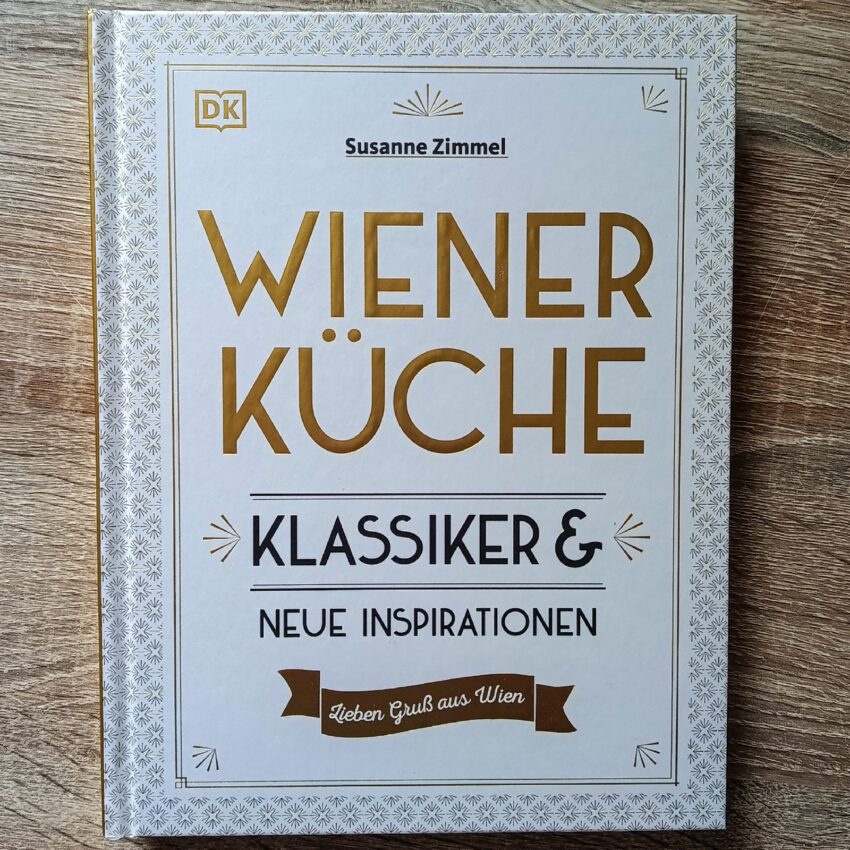 DK
Susanne Zimmel
WIENER
KÜCHE
KLASSIKER &
NEUE INSPIRATIONEN
Lieben Gruß aus Wien